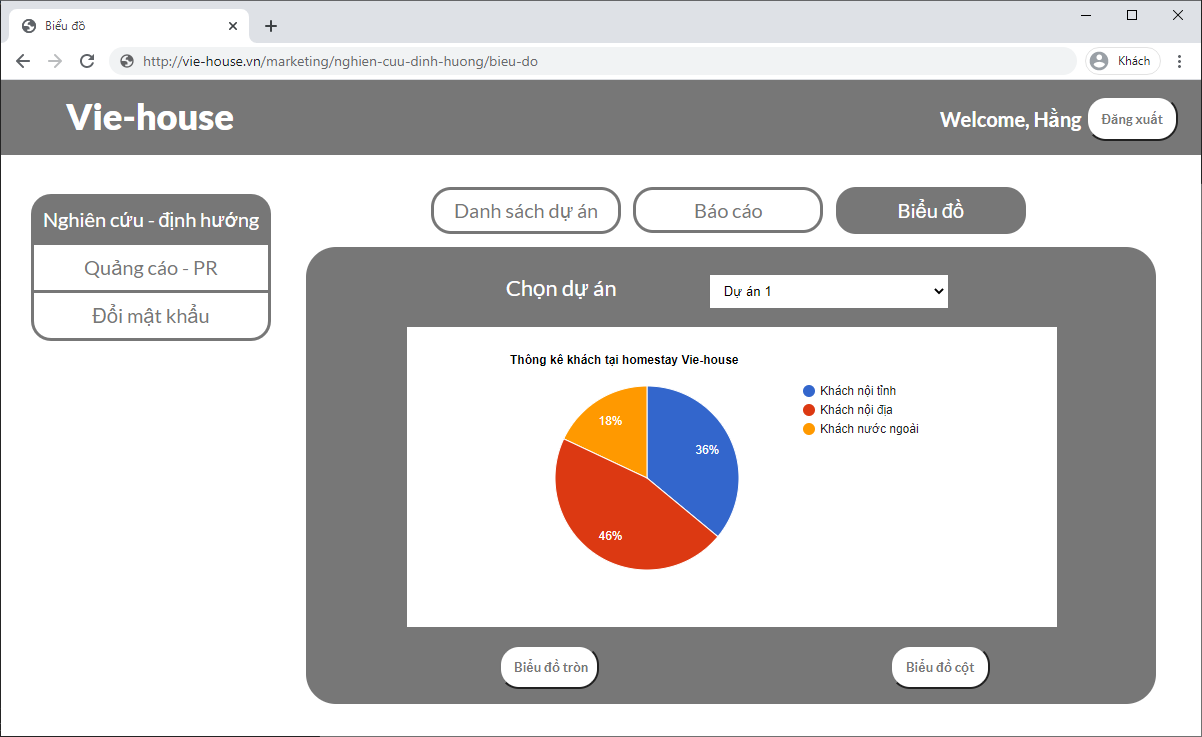 Biểu đồ
http://vie-house.vn/marketing/nghien-cuu-dinh-huong/bieu-do
Khách
Vie-house
Welcome, Hằng
Đăng xuất
Nghiên cứu - định hướng
Quảng cáo - PR
Đổi mật khẩu
Danh sách dự án
Báo cáo
Biểu đồ
Chọn dự án
Dự án 1
Thông kê khách tại homestay Vie-house
18%
36%
46%
Khách nội tỉnh
Khách nội địa
Khách nước ngoài
Biểu đồ tròn
Biểu đồ cột